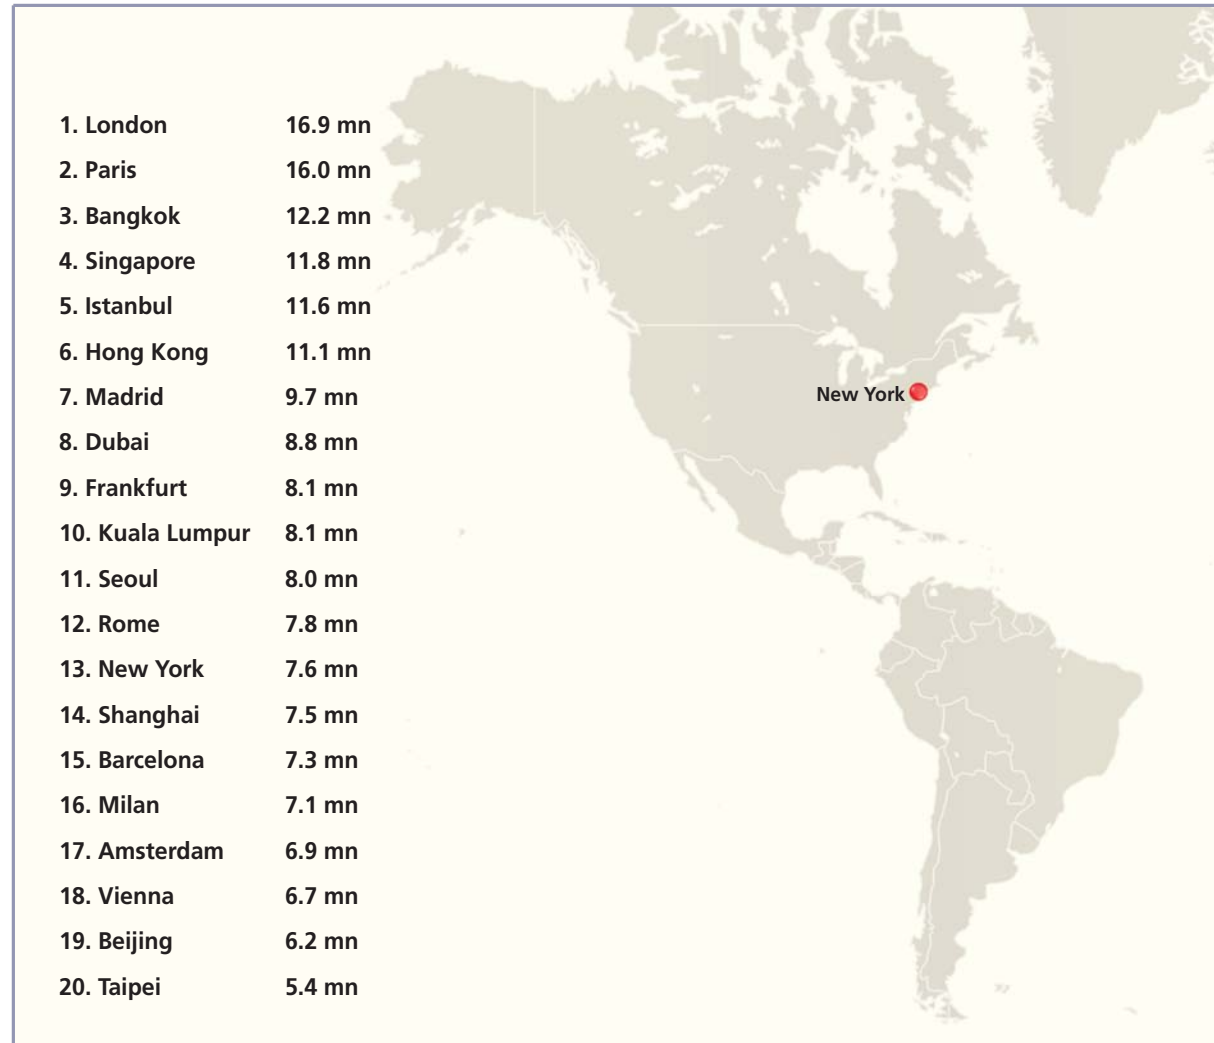 1. London 16.9 mn
2. Paris 16.0 mn
3. Bangkok 12.2 mn
4. Singapore 11.8 mn
5. Istanbul 11.6 mn
6. Hong Kong 11.1 mn
7. Madrid 9.7 mn
8. Dubai 8.8 mn
9. Frankfurt 8.1 mn
10. Kuala Lumpur 8.1 mn
11. Seoul 8.0 mn
12. Rome 7.8 mn
13. New York 7.6 mn
14. Shanghai 7.5 mn
15. Barcelona 7.3 mn
16. Milan 7.1 mn
17. Amsterdam 6.9 mn
18. Vienna 6.7 mn
19. Beijing 6.2 mn
20. Taipei 5.4 mn
New York